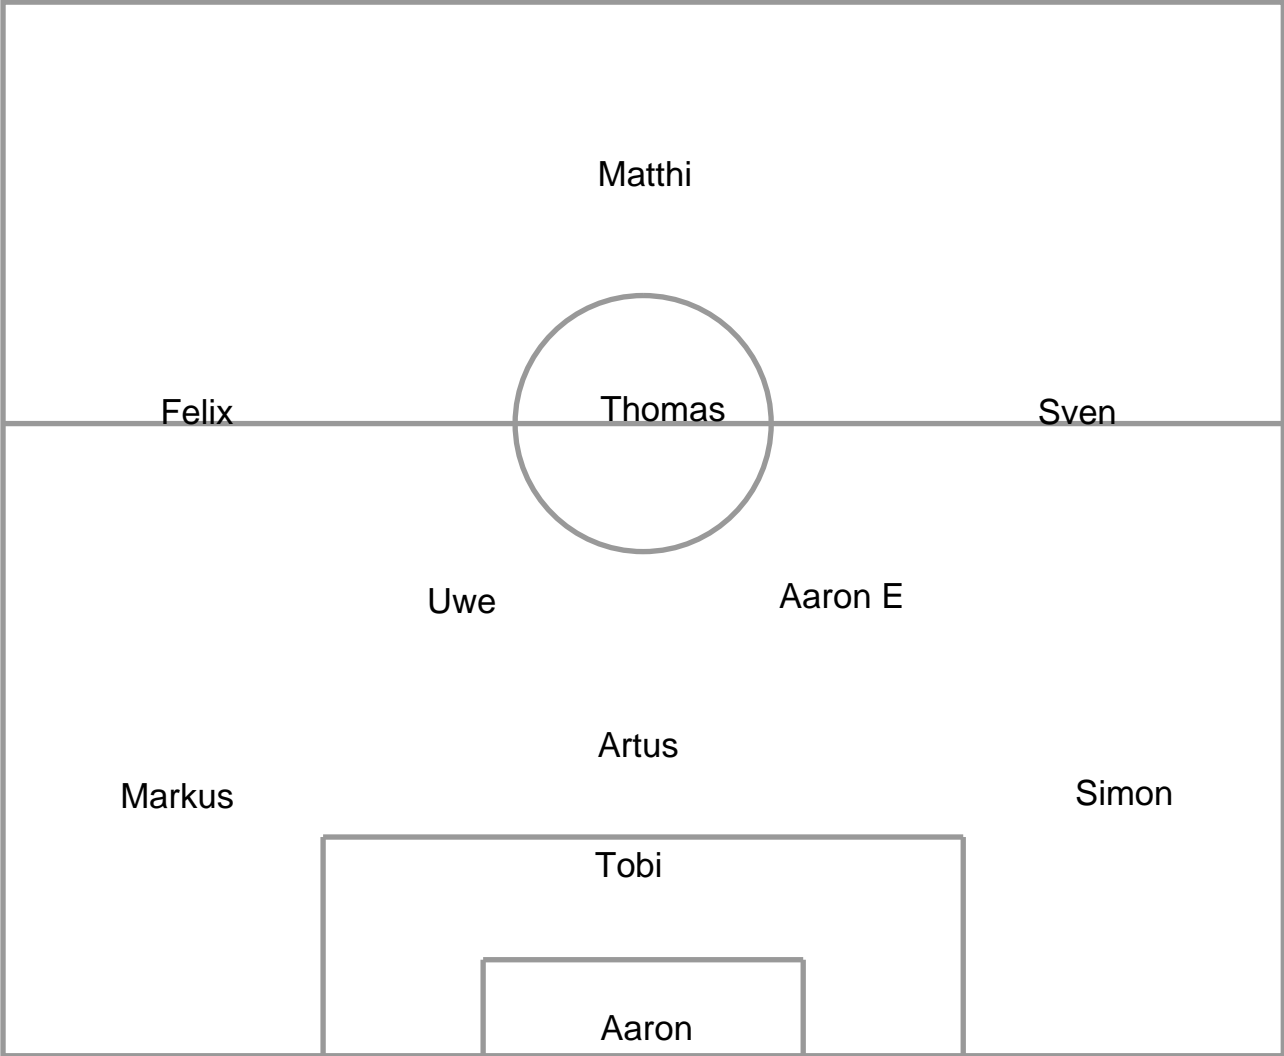 Matthi
Felix Thomas Sven
Uwe Aaron E
Artus
Markus Simon
Tobi
Aaron